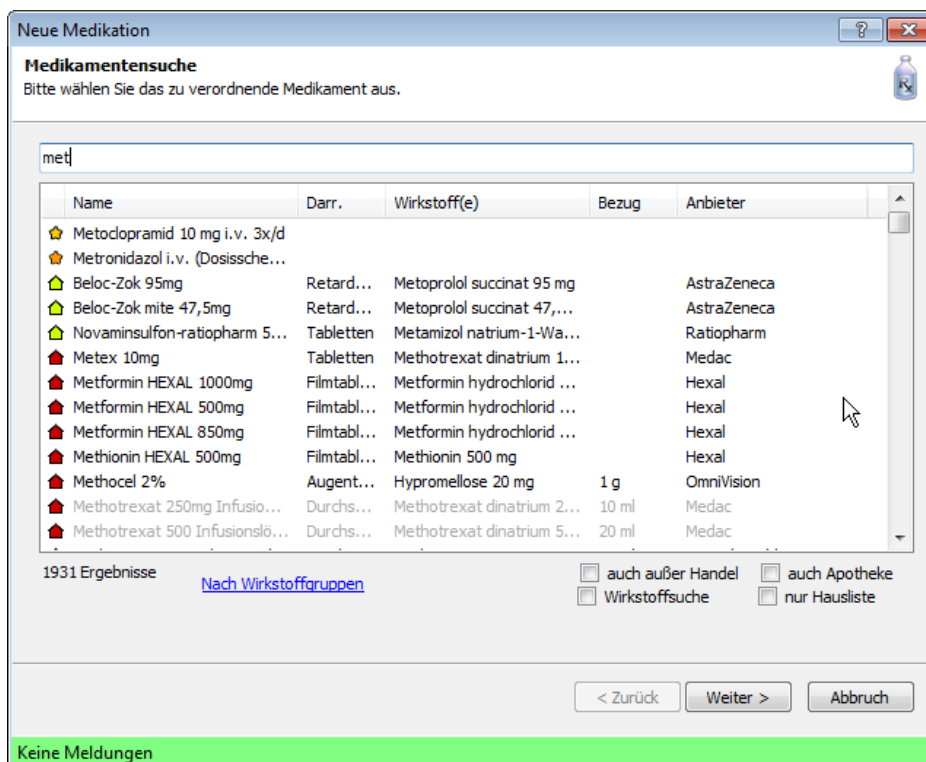 Neue Medikation
Medikamentensuche
Bitte wählen Sie das zu verordnende Medikament aus.
Rx
met
Name Darr. Wirkstoff(e) Bezug Anbieter
Metoclopramid 10 mg i.v. 3x/d
Metronidazol i.v. (Dosissche...
Beloc-Zok 95mg Retard... Metoprolol succinat 95 mg AstraZeneca
Beloc-Zok mite 47,5mg Retard... Metoprolol succinat 47,... AstraZeneca
Novaminsulfon-ratiopharm 5... Tabletten Metamizol natrium-1-Wa... Ratiopharm
Metex 10mg Tabletten Methotrexat dinatrium 1... Medac
Metformin HEXAL 1000mg Filmtabl... Metformin hydrochlorid ... Hexal
Metformin HEXAL 500mg Filmtabl... Metformin hydrochlorid ... Hexal
Metformin HEXAL 850mg Filmtabl... Metformin hydrochlorid ... Hexal
Methionin HEXAL 500mg Filmtabl... Methionin 500 mg Hexal
Methocel 2% Augent... Hypromellose 20 mg 1 g OmniVision
Methotrexat 250mg Infusio... Durchs... Methotrexat dinatrium 2... 10 ml Medac
Methotrexat 500 Infusionslö... Durchs... Methotrexat dinatrium 5... 20 ml Medac
1931 Ergebnisse Nach Wirkstoffgruppen auch außer Handel auch Apotheke
Wirkstoffsuche nur Hausliste
< Zurück Weiter > Abbruch
Keine Meldungen